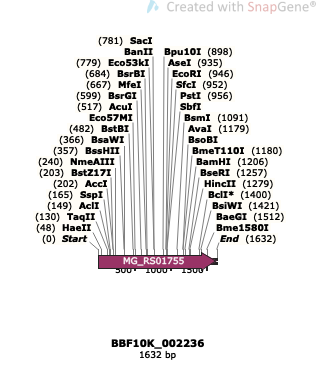 Created with SnapGene®
(781) SacI
BanII Bpu10I (898)
(779) Eco53kI AseI (935)
(684) BsrBI EcoRI (946)
(667) MfeI SfcI (952)
(599) BsrGI PstI (956)
(517) AcuI SbfI
Eco57MI BsmI (1091)
(482) BstBI AvaI (1179)
(366) BsaWI BsoBI
(357) BssHII BmeT110I (1180)
(240) NmeAIII BamHI (1206)
(203) BstZ17I BseRI (1257)
(202) AccI HincII (1279)
(165) SspI BclI* (1400)
(149) AclI BsiWI (1421)
(130) TaqII BaeGI (1512)
(48) HaeII Bme1580I
(0) Start End (1632)
MG_RS01755
500 1000 1500
BBF10K_002236
1632 bp